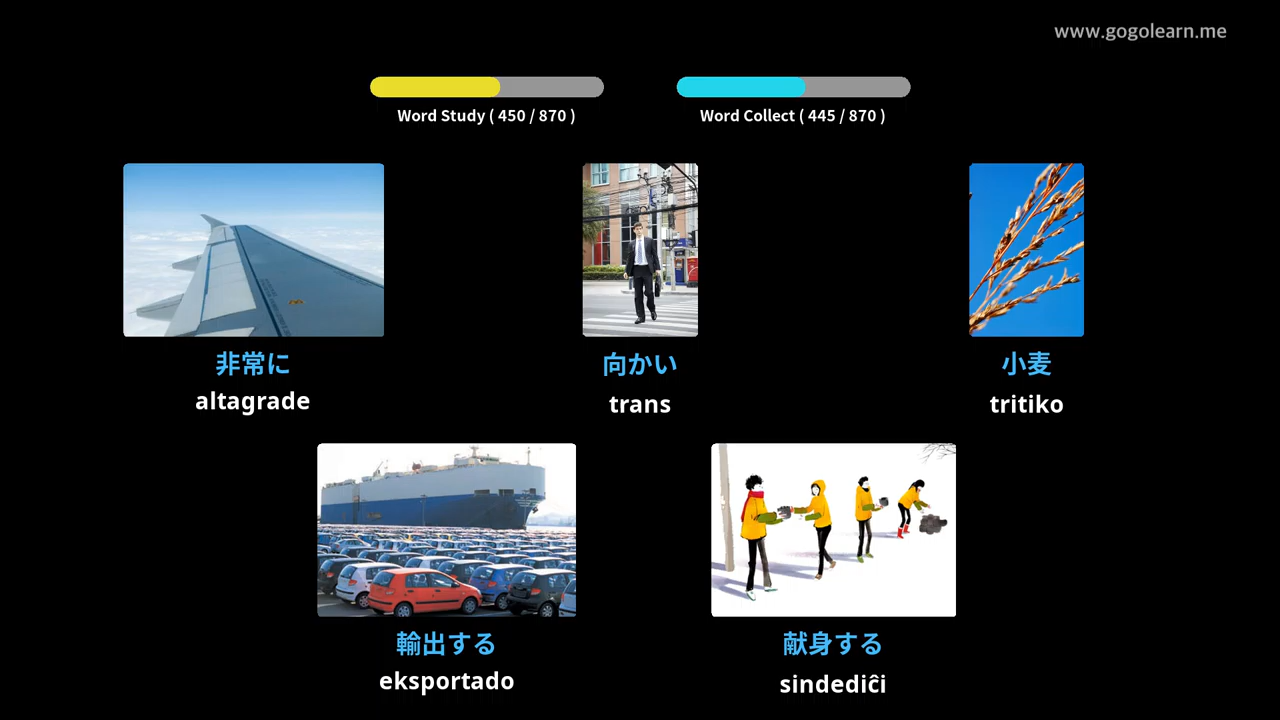 www.gogolearn.me
Word Study ( 450 / 870 )
Word Collect ( 445 / 870 )
非常に
altagrade
向かい
trans
小麦
tritiko
輸出する
eksportado
献身する
sindediĉi